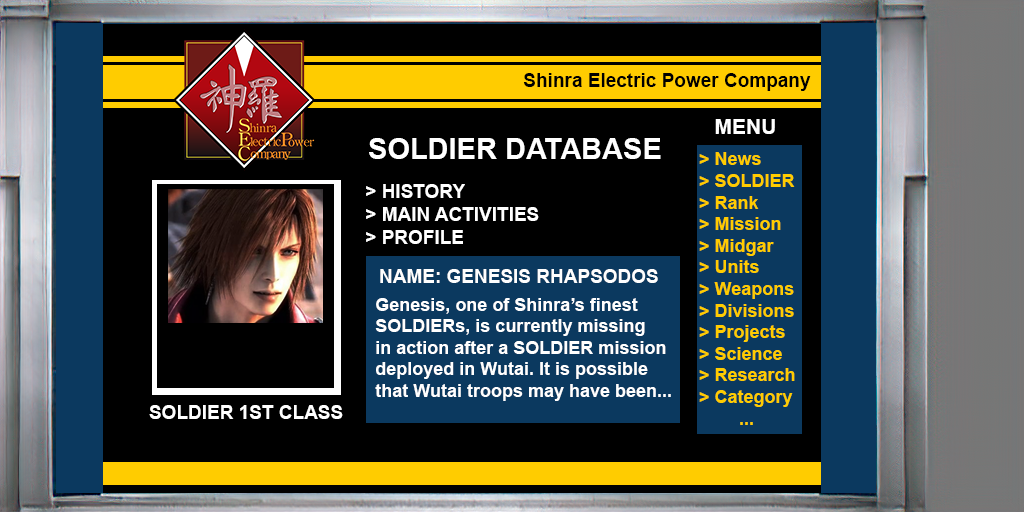 Shinra Electric Power Company
神羅
Shinra
ElectricPower
Company
SOLDIER DATABASE
> HISTORY
> MAIN ACTIVITIES
> PROFILE
NAME: GENESIS RHAPSODOS
Genesis, one of Shinra’s finest
SOLDIERs, is currently missing
in action after a SOLDIER mission
deployed in Wutai. It is possible
that Wutai troops may have been...
SOLDIER 1ST CLASS
MENU
> News
> SOLDIER
> Rank
> Mission
> Midgar
> Units
> Weapons
> Divisions
> Projects
> Science
> Research
> Category
...